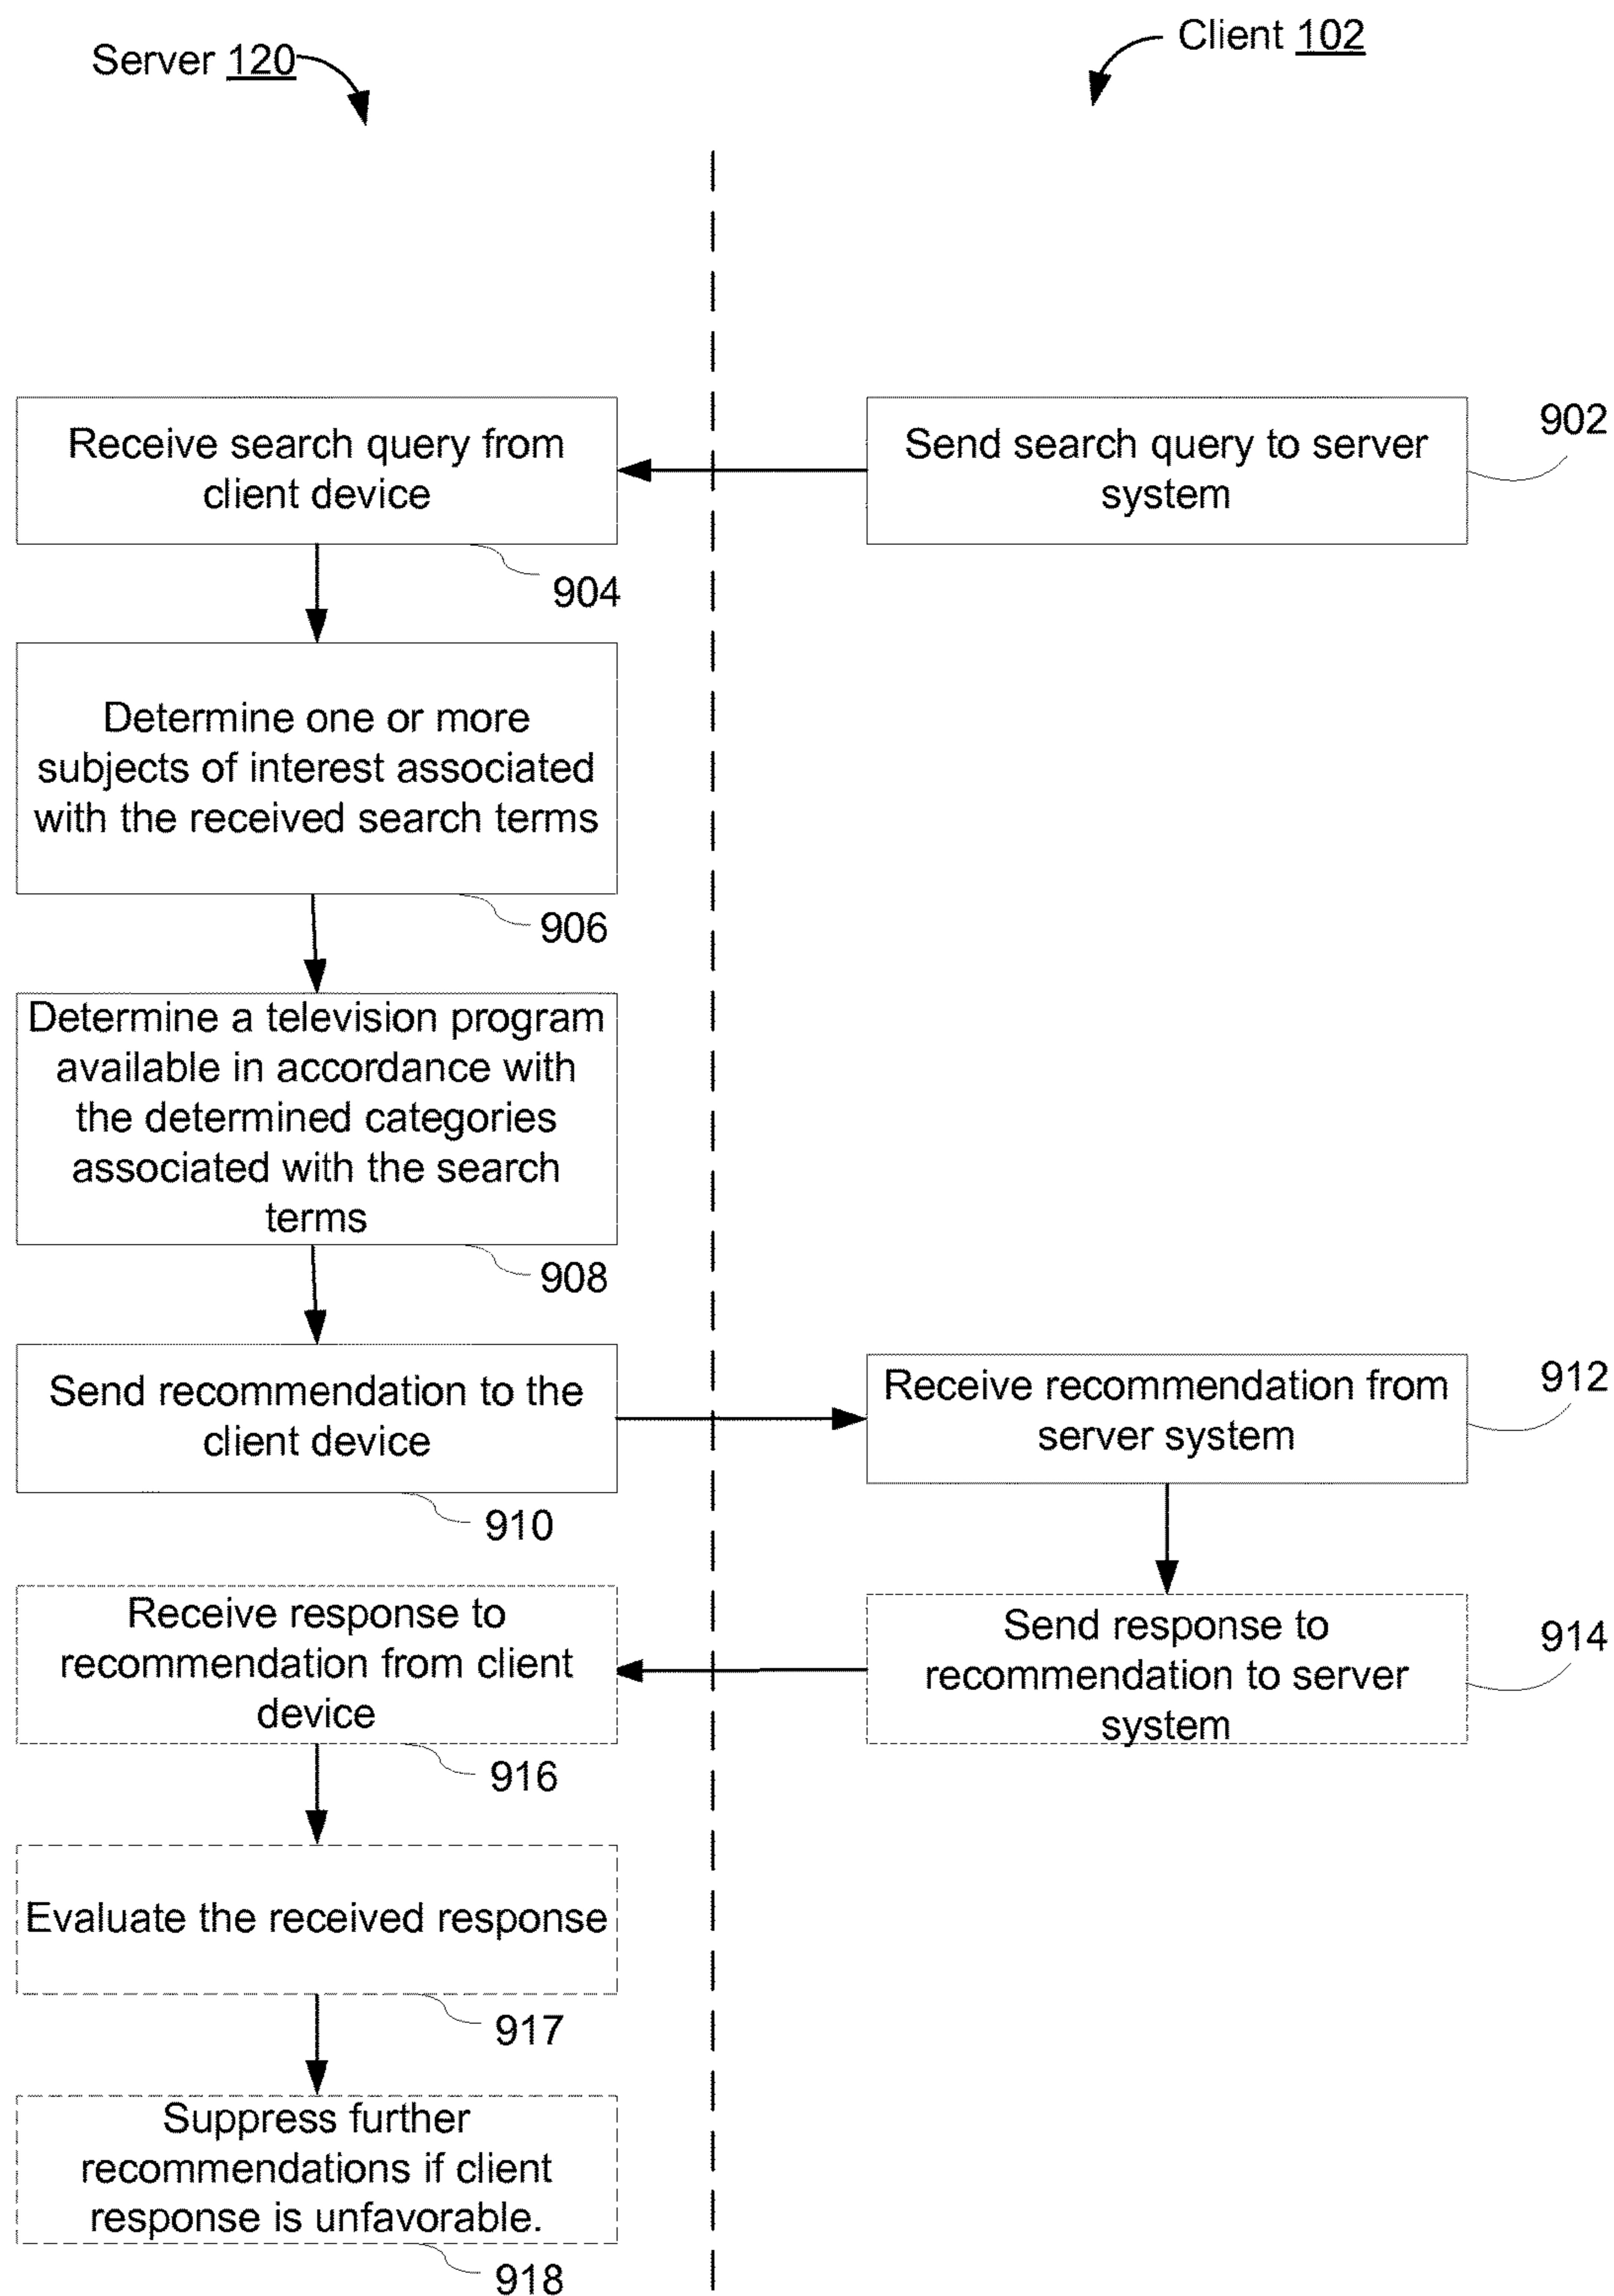 Server 120
Client 102
Receive search query from
client device
904
Send search query to server
system
902
Determine one or more
subjects of interest associated
with the received search terms
906
Determine a television program
available in accordance with
the determined categories
associated with the search
terms
908
Send recommendation to the
client device
910
Receive recommendation from
server system
912
Send response to
recommendation to server
system
914
Receive response to
recommendation from client
device
916
Evaluate the received response
917
Suppress further
recommendations if client
response is unfavorable.
918